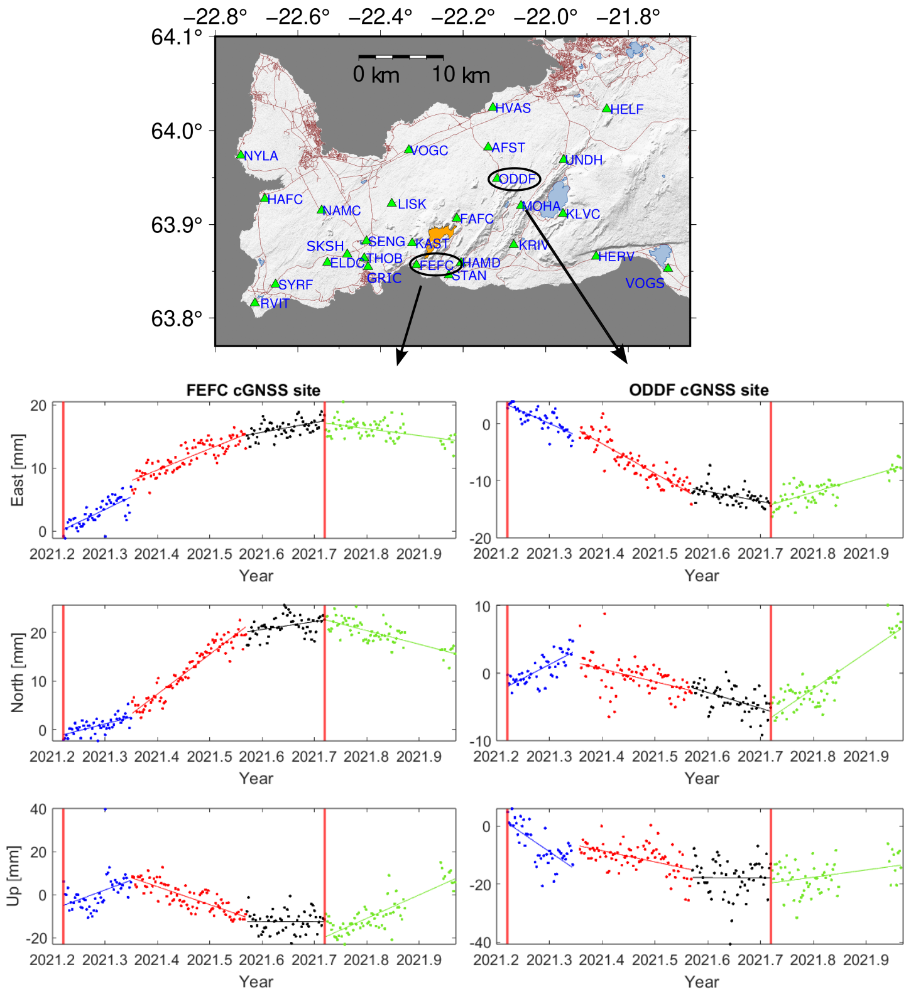 −22.8° −22.6° −22.4° −22.2° −22.0° −21.8°
64.1°
0 km 10 km
HVAS
HELF
64.0°
NYLA
VOGC
AFST
UNDH
ODDF
HAFC
NAMC
LISK
MOHA
KLVC
63.9°
FAFC
SKSH
SENG
KAST
KRIV
ELDC
THOB
FEFC
HAMD
HERV
GRIC
STAN
SYRF
VOGS
RVIT
63.8°
FEFC cGNSS site
ODDF cGNSS site
East [mm]
20
10
0
0
-10
-20
2021.2 2021.3 2021.4 2021.5 2021.6 2021.7 2021.8 2021.9
2021.2 2021.3 2021.4 2021.5 2021.6 2021.7 2021.8 2021.9
Year
Year
North [mm]
20
10
0
10
0
-10
2021.2 2021.3 2021.4 2021.5 2021.6 2021.7 2021.8 2021.9
2021.2 2021.3 2021.4 2021.5 2021.6 2021.7 2021.8 2021.9
Year
Year
Up [mm]
40
20
0
-20
0
-20
-40
2021.2 2021.3 2021.4 2021.5 2021.6 2021.7 2021.8 2021.9
2021.2 2021.3 2021.4 2021.5 2021.6 2021.7 2021.8 2021.9
Year
Year